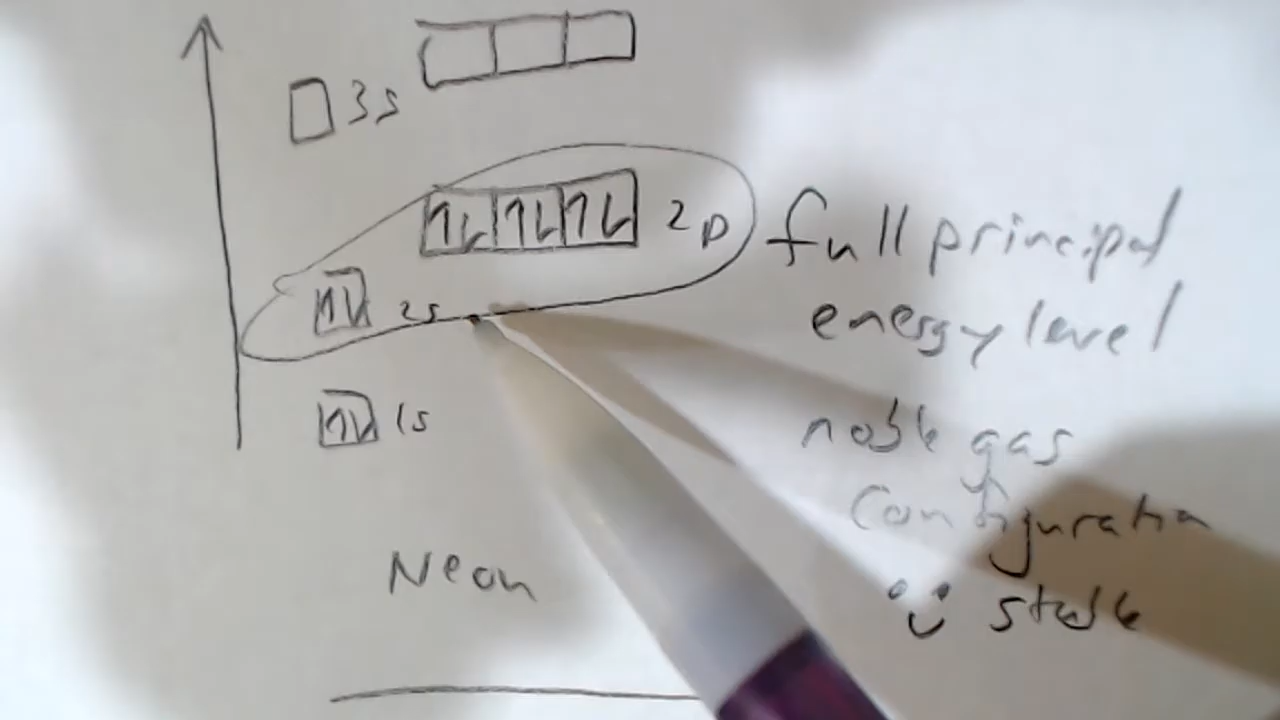 3s
2p
full principal
2s
energy level
1s
noble gas
configuration
Neon
stable